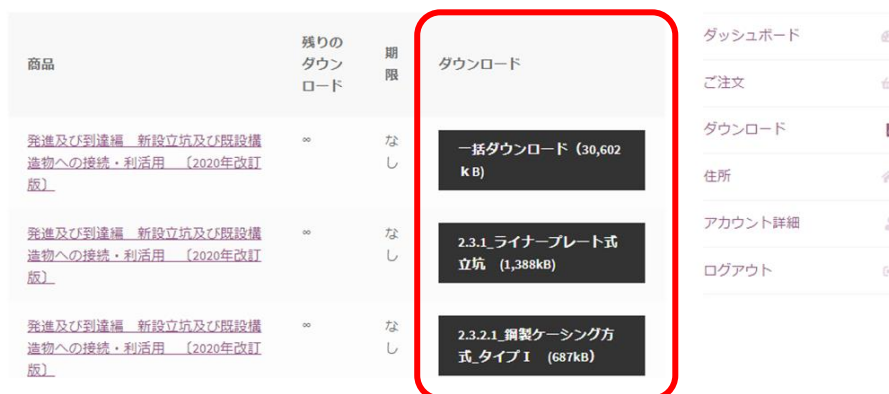 商品
残りの
ダウン
ロード
期
限
ダウンロード
発進及び到達編　新設立坑及び既設構
造物への接続・利活用　〔2020年改訂
版〕
∞
な
し
一括ダウンロード（30,602
ｋB)
発進及び到達編　新設立坑及び既設構
造物への接続・利活用　〔2020年改訂
版〕
∞
な
し
2.3.1_ライナープレート式
立坑　(1,388kB)
発進及び到達編　新設立坑及び既設構
造物への接続・利活用　〔2020年改訂
版〕
∞
な
し
2.3.2.1_鋼製ケーシング方
式_タイプⅠ　(687kB）
ダッシュボード
ご注文
ダウンロード
住所
アカウント詳細
ログアウト